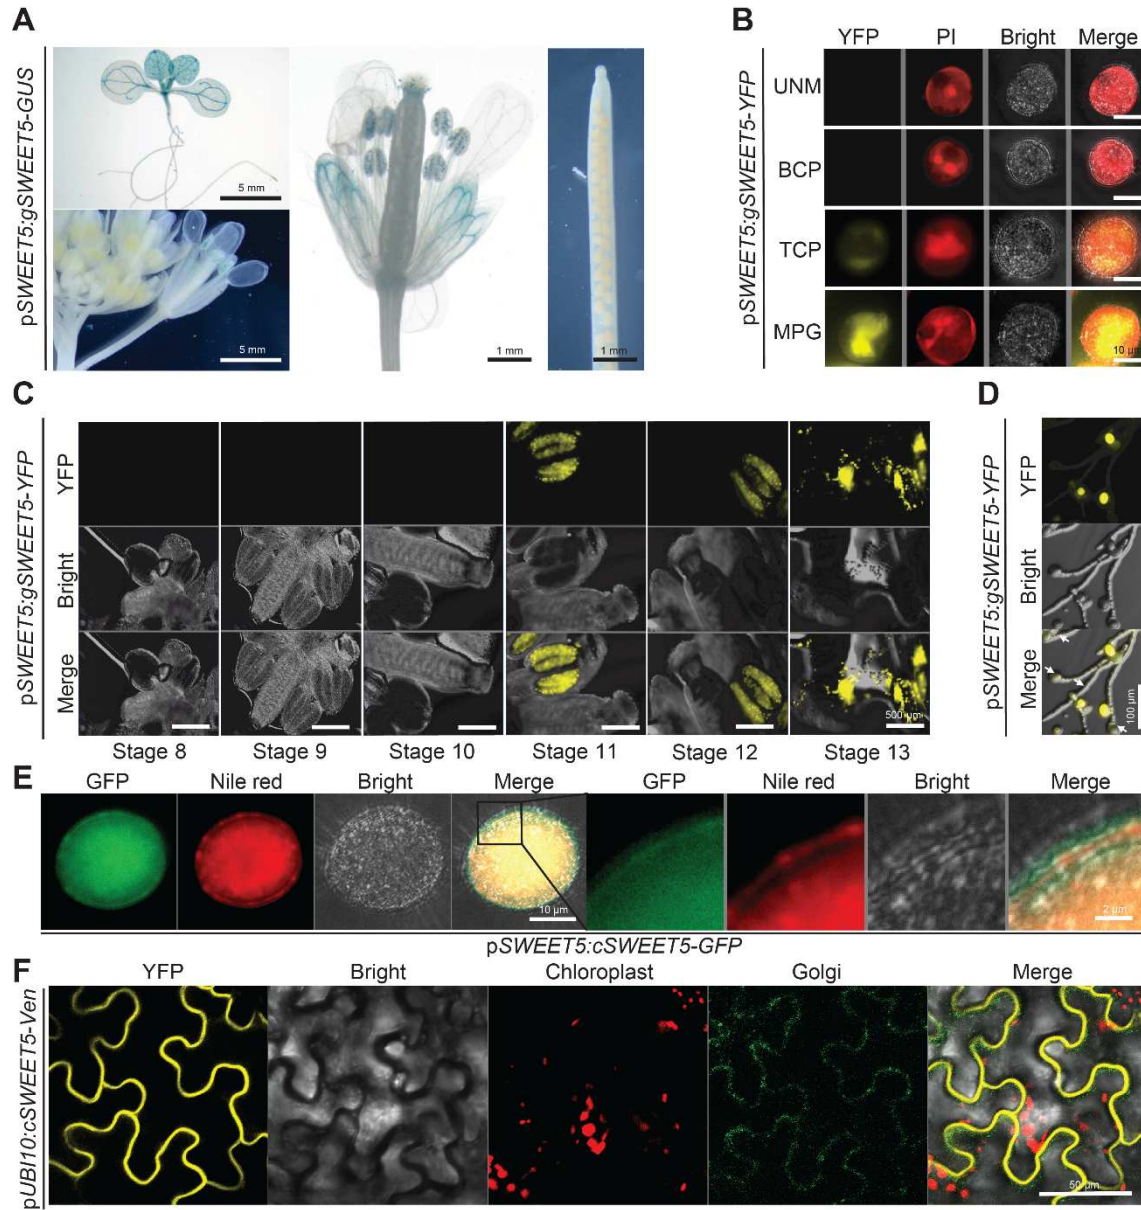 A
pSWEET5:gSWEET5-GUS
5 mm
5 mm
1 mm
1 mm
B
pSWEET5:gSWEET5-YFP
YFP PI Bright Merge
UNM
BCP
TCP
MPG
10 µm
C
pSWEET5:gSWEET5-YFP
YFP
Bright
Merge
500 µm
Stage 8 Stage 9 Stage 10 Stage 11 Stage 12 Stage 13
D
pSWEET5:gSWEET5-YFP
YFP
Bright
Merge
100 µm
E
GFP Nile red Bright Merge GFP Nile red Bright Merge
10 µm
2 µm
pSWEET5:cSWEET5-GFP
F
pUBI10:cSWEET5-Ven
YFP Bright Chloroplast Golgi Merge
50 µm